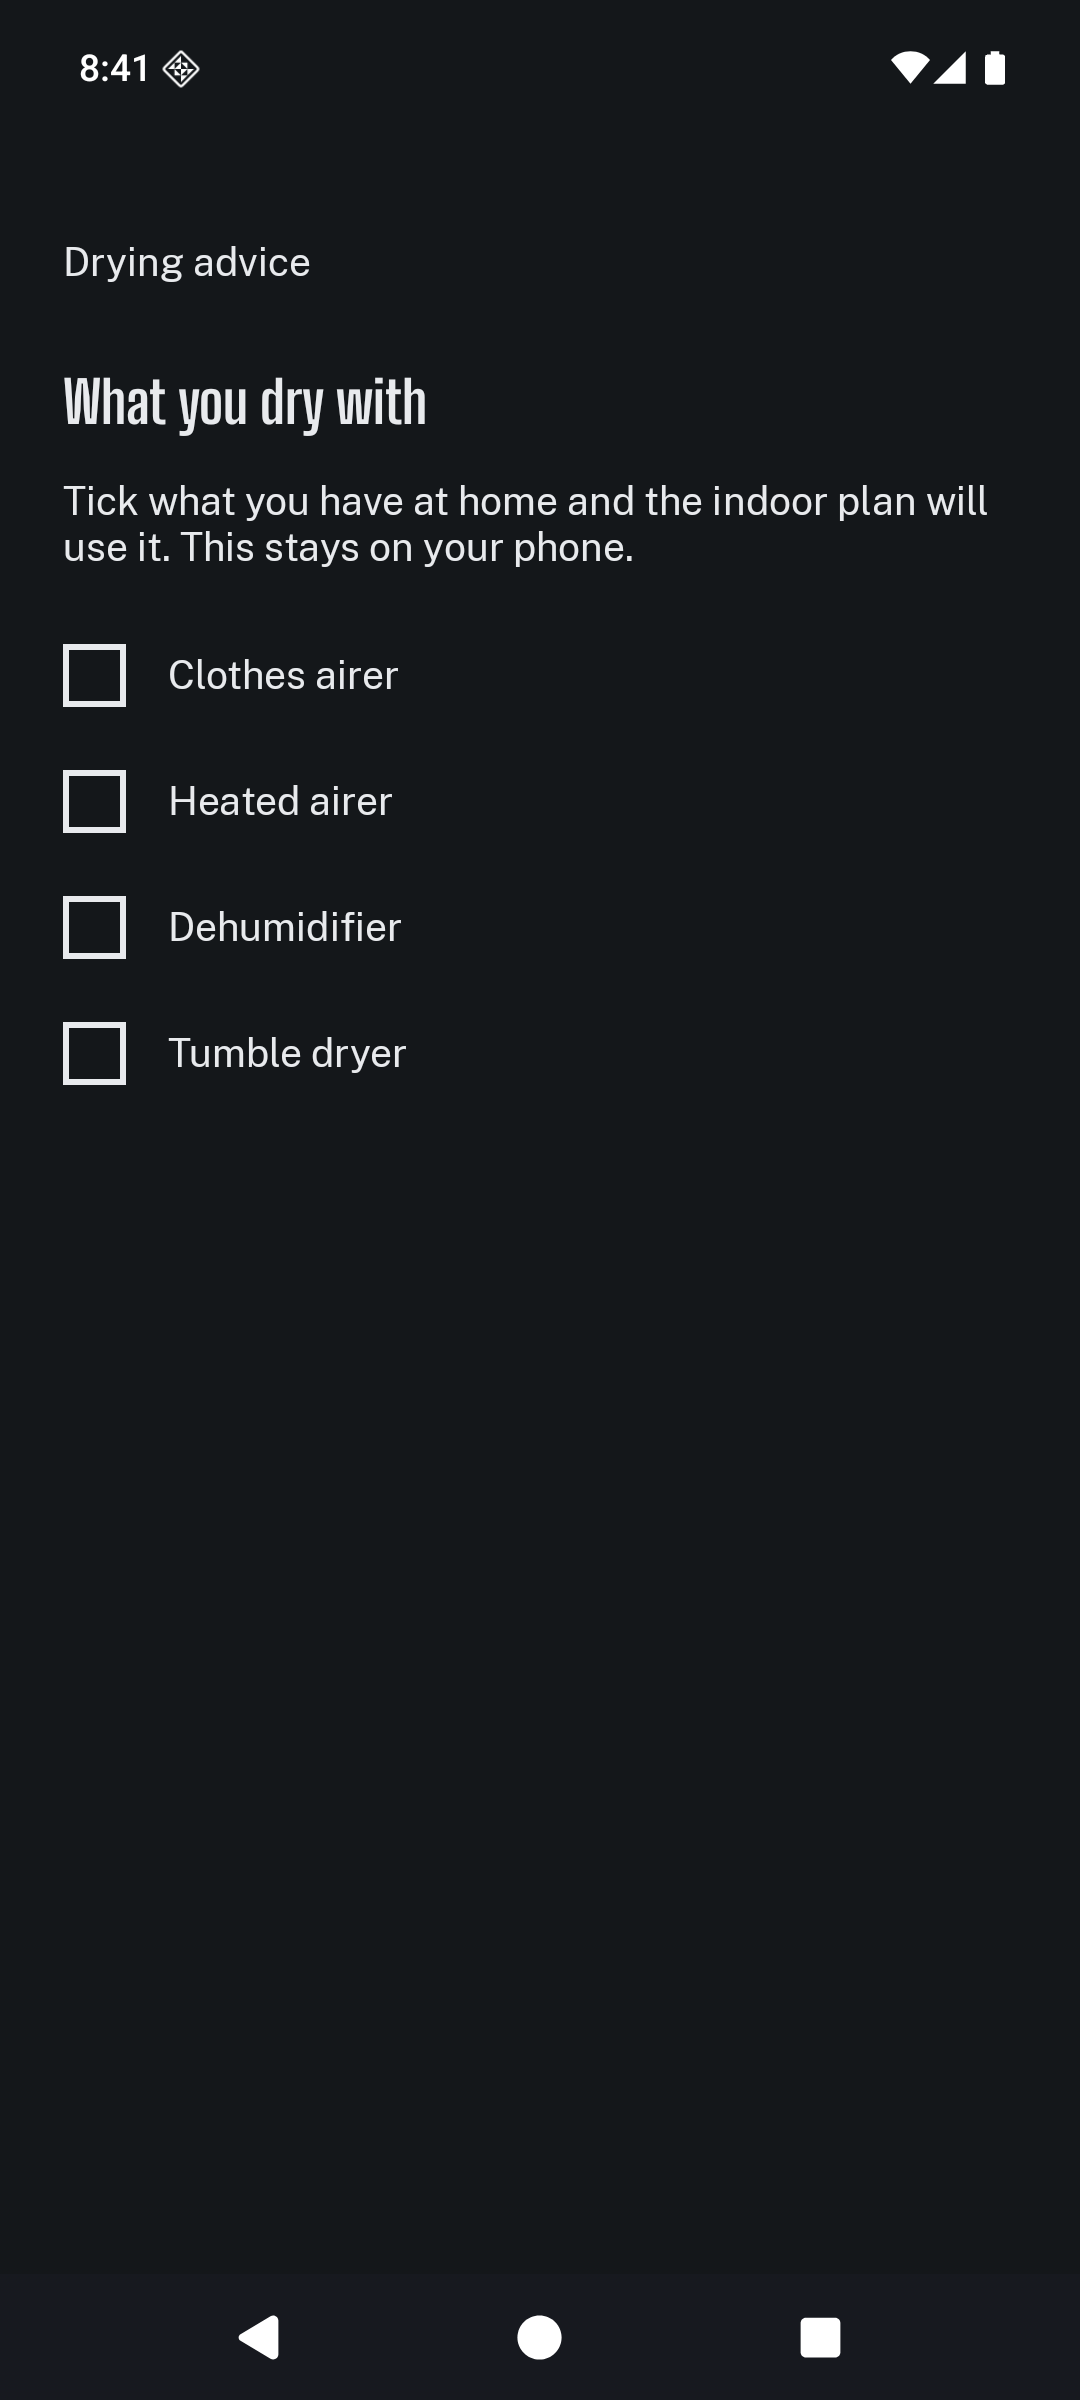 8:41
Drying advice
What you dry with
Tick what you have at home and the indoor plan will
use it. This stays on your phone.
Clothes airer
Heated airer
Dehumidifier
Tumble dryer